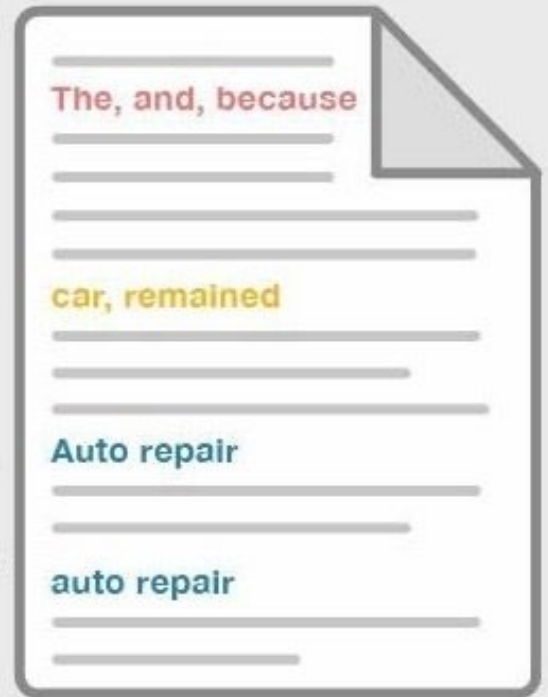 The, and, because
car, remained
Auto repair
auto repair